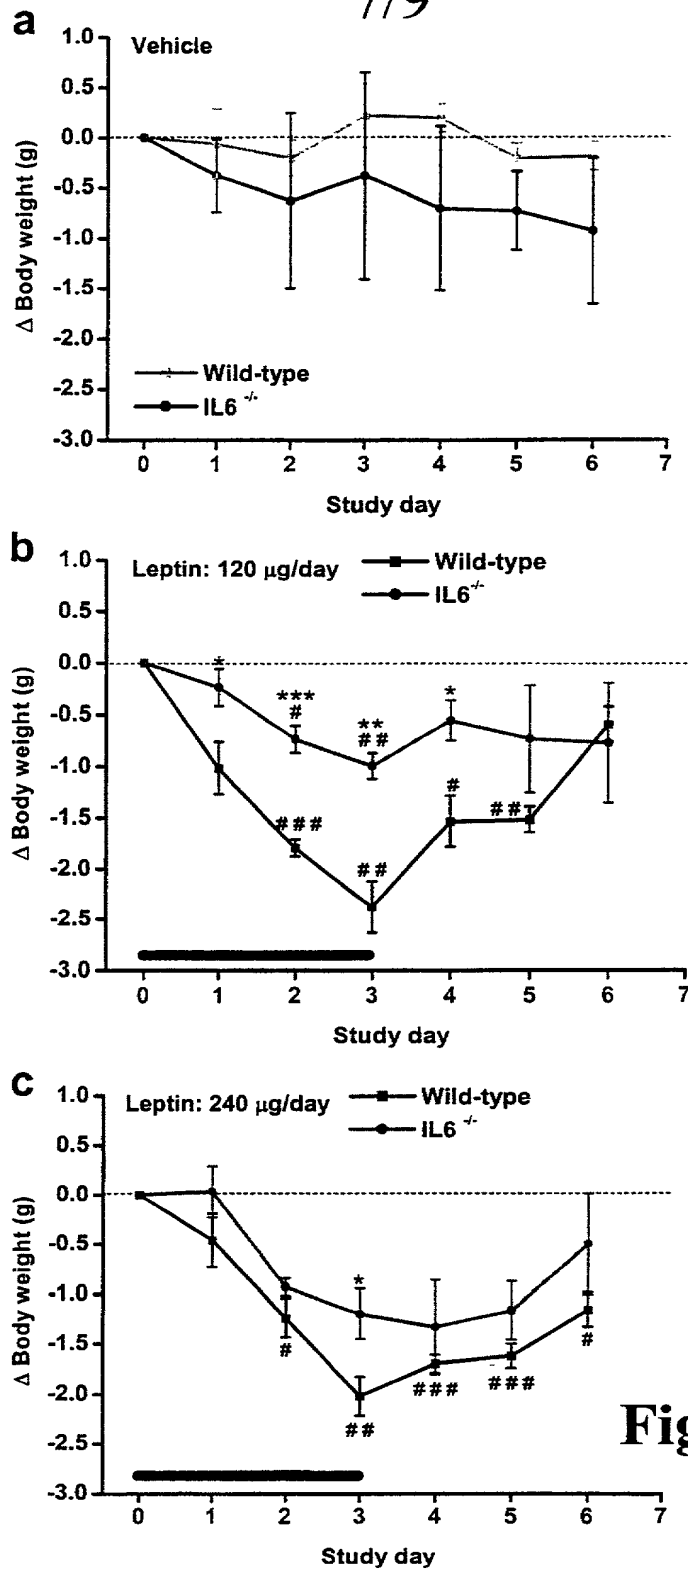 7/9
a
1.0
0.5
0.0
-0.5
-1.0
-1.5
-2.0
-2.5
-3.0
Δ Body weight (g)
Vehicle
Wild-type
IL6 -/-
0 1 2 3 4 5 6 7
Study day
b
1.0
0.5
0.0
-0.5
-1.0
-1.5
-2.0
-2.5
-3.0
Δ Body weight (g)
Leptin: 120 µg/day
Wild-type
IL6-/-
*
***
#
**
##
*
###
##
#
##
0 1 2 3 4 5 6 7
Study day
c
1.0
0.5
0.0
-0.5
-1.0
-1.5
-2.0
-2.5
-3.0
Δ Body weight (g)
Leptin: 240 µg/day
Wild-type
IL6 -/-
*
#
##
###
###
#
Fig
0 1 2 3 4 5 6 7
Study day